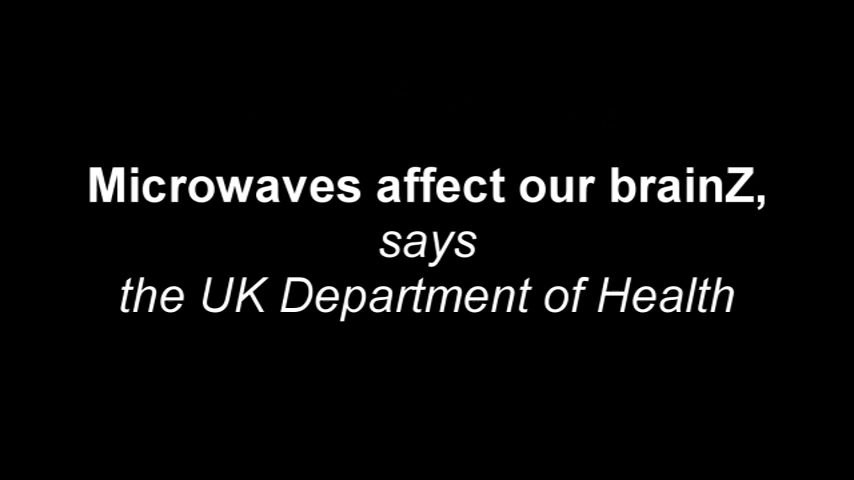 Microwaves affect our brainZ,
says
the UK Department of Health